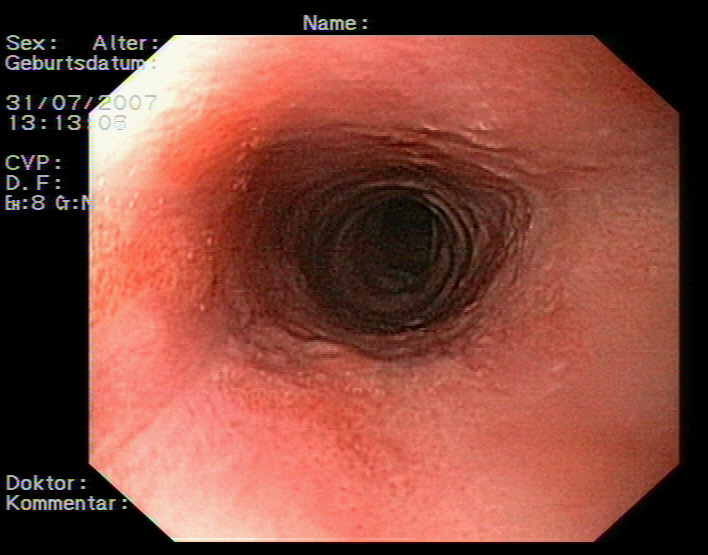 Name:
Sex: Alter:
Geburtsdatum:
31/07/2007
13:13:06
CVP:
D.F:
Doktor:
Kommentar: